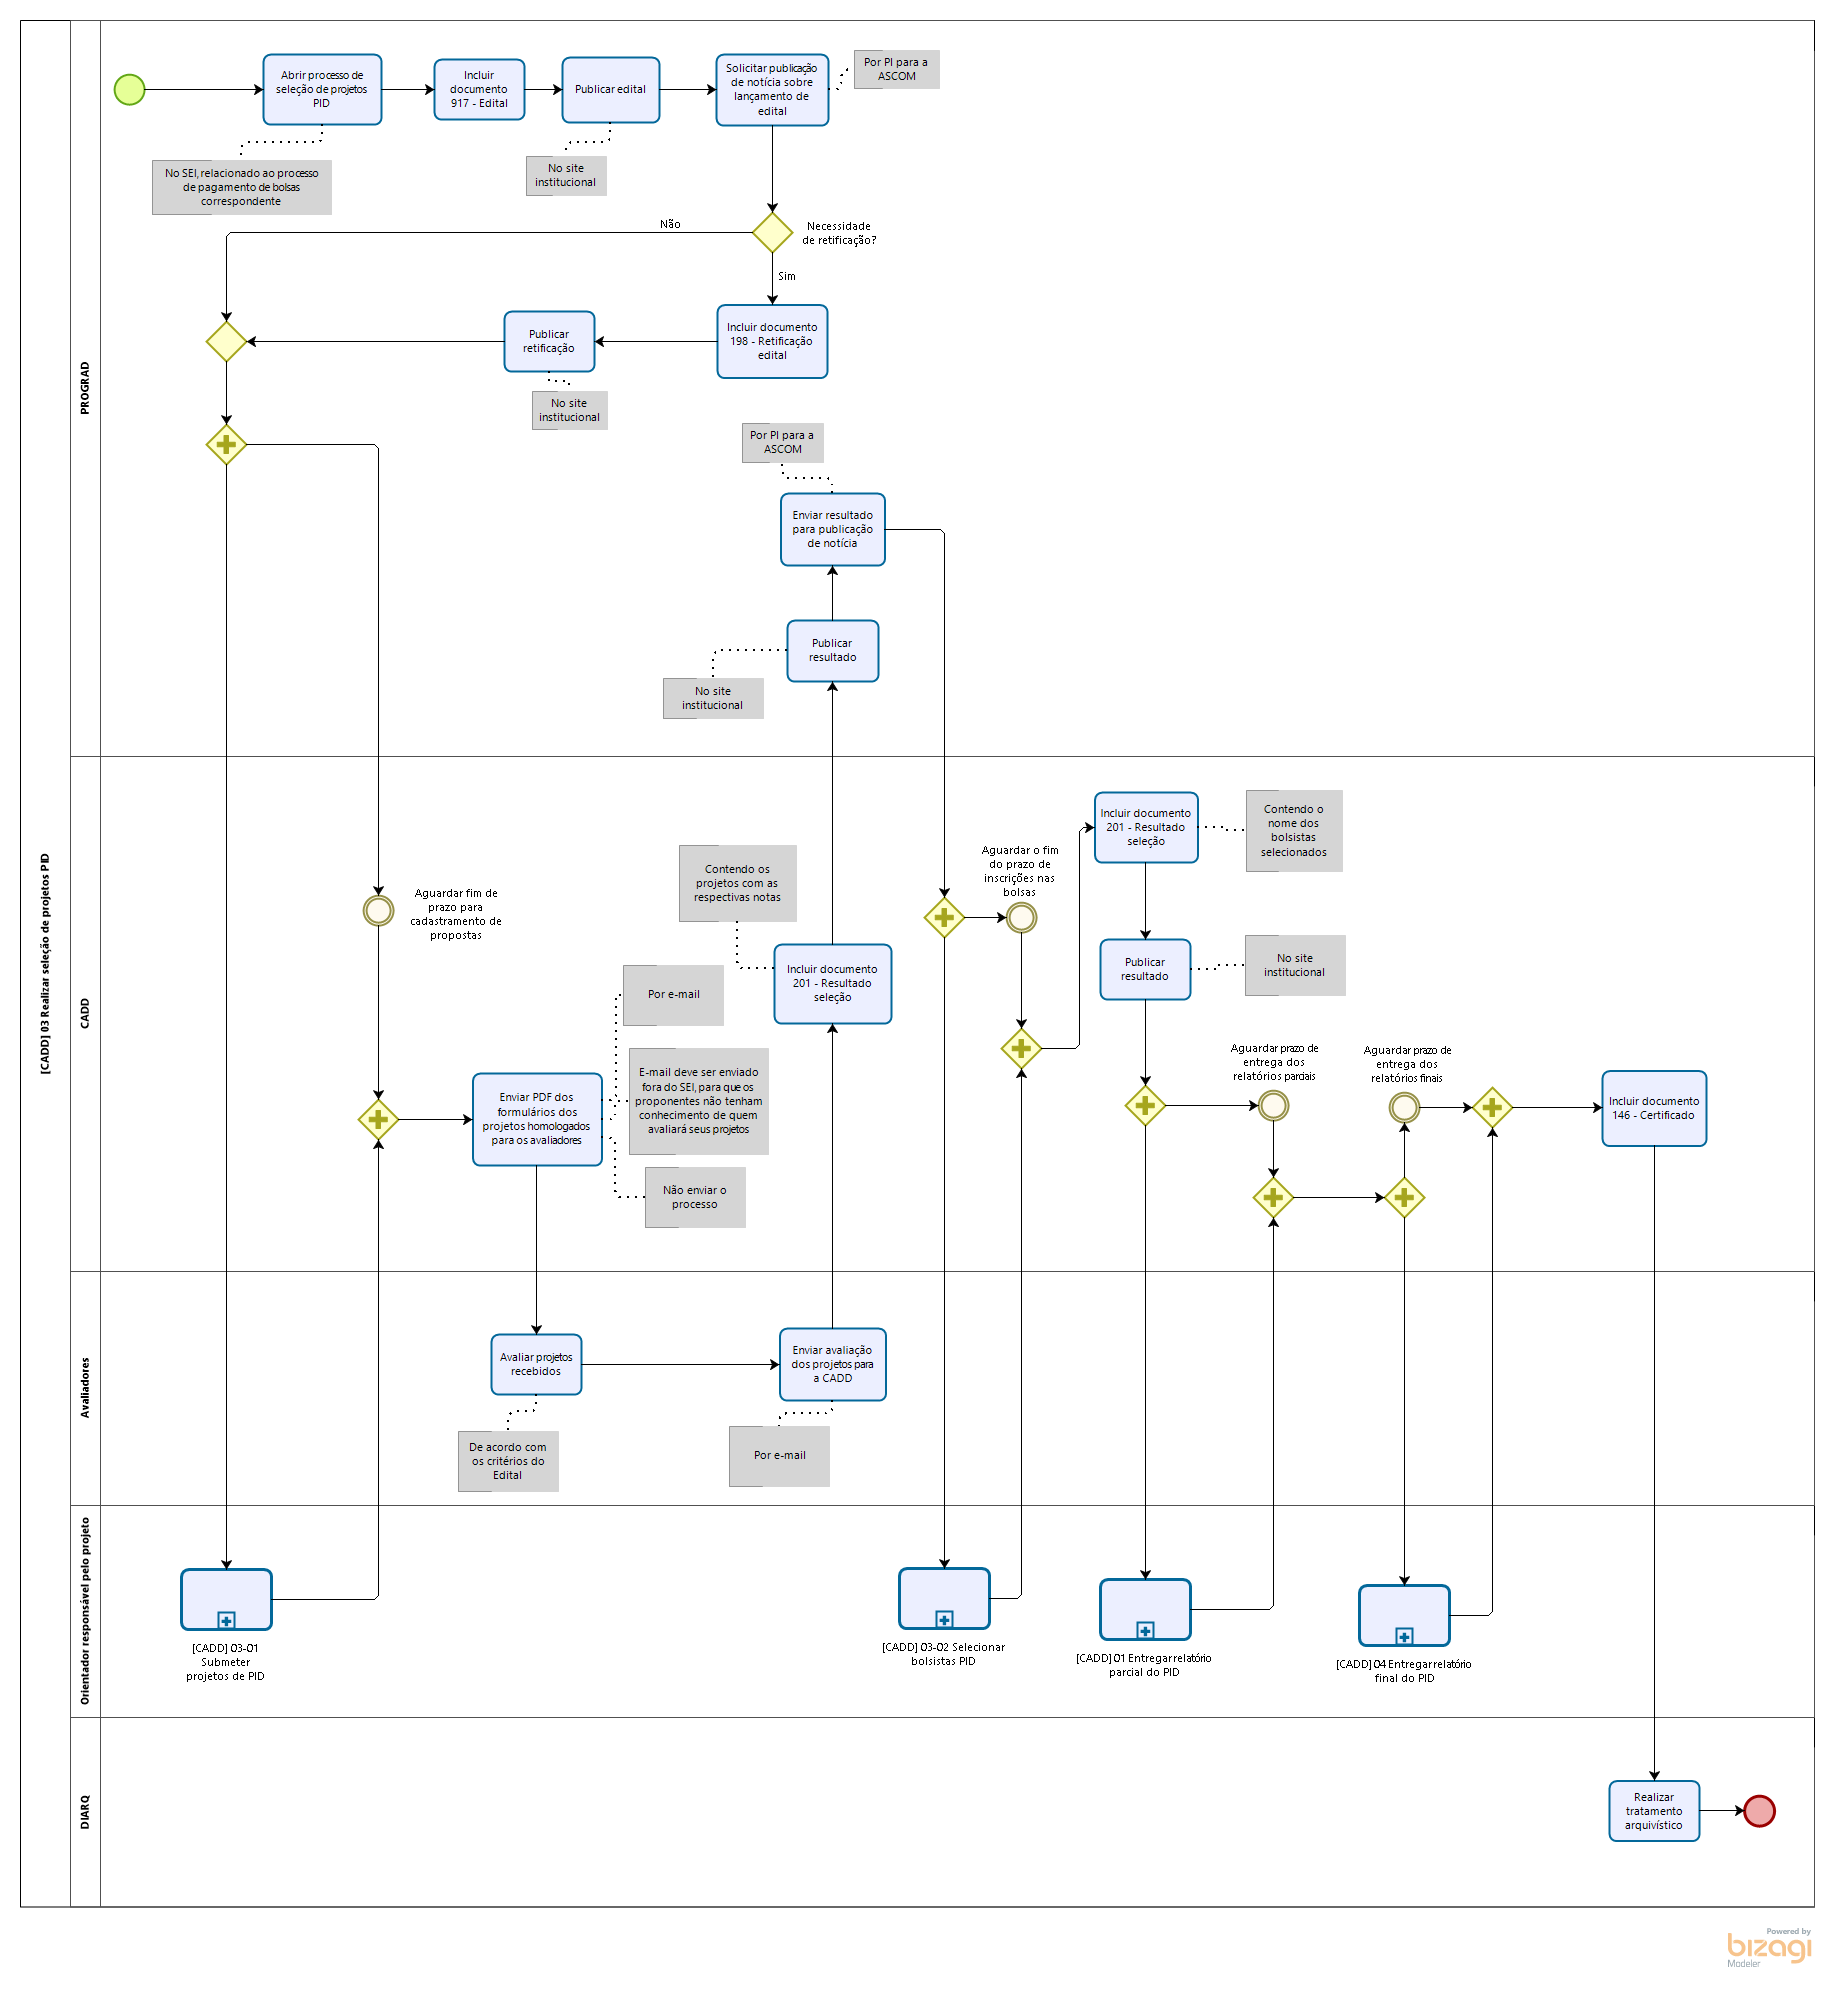 [CADD] 03 Realizar seleção de projetos PID
PROGRAD
Abrir processo de
seleção de projetos
PID
Incluir
documento
917 - Edital
Publicar edital
Solicitar publicação
de notícia sobre
lançamento de
edital
Por PI para a
ASCOM
No SEI, relacionado ao processo
de pagamento de bolsas
correspondente
No site
institucional
Não
Necessidade
de retificação?
Sim
Publicar
retificação
Incluir documento
198 - Retificação
edital
No site
institucional
Por PI para a
ASCOM
Enviar resultado
para publicação
de notícia
Publicar
resultado
No site
institucional
CADD
Aguardar fim de
prazo para
cadastramento de
propostas
Contendo os
projetos com as
respectivas notas
Incluir documento
201 - Resultado
seleção
Por e-mail
E-mail deve ser enviado
fora do SEI, para que os
proponentes não tenham
conhecimento de quem
avaliará seus projetos
Não enviar o
processo
Enviar PDF dos
formulários dos
projetos homologados
para os avaliadores
Aguardar o fim
do prazo de
inscrições nas
bolsas
Incluir documento
201 - Resultado
seleção
Contendo o
nome dos
bolsistas
selecionados
Publicar
resultado
No site
institucional
Aguardar prazo de
entrega dos
relatórios parciais
Aguardar prazo de
entrega dos
relatórios finais
Incluir documento
146 - Certificado
Avaliadores
Avaliar projetos
recebidos
Enviar avaliação
dos projetos para
a CADD
De acordo com
os critérios do
Edital
Por e-mail
Orientador responsável pelo projeto
[CADD] 03-01
Submeter
projetos de PID
[CADD] 03-02 Selecionar
bolsistas PID
[CADD] 01 Entregar relatório
parcial do PID
[CADD] 04 Entregar relatório
final do PID
DIARQ
Realizar
tratamento
arquivístico
Powered by
bizagi
Modeler